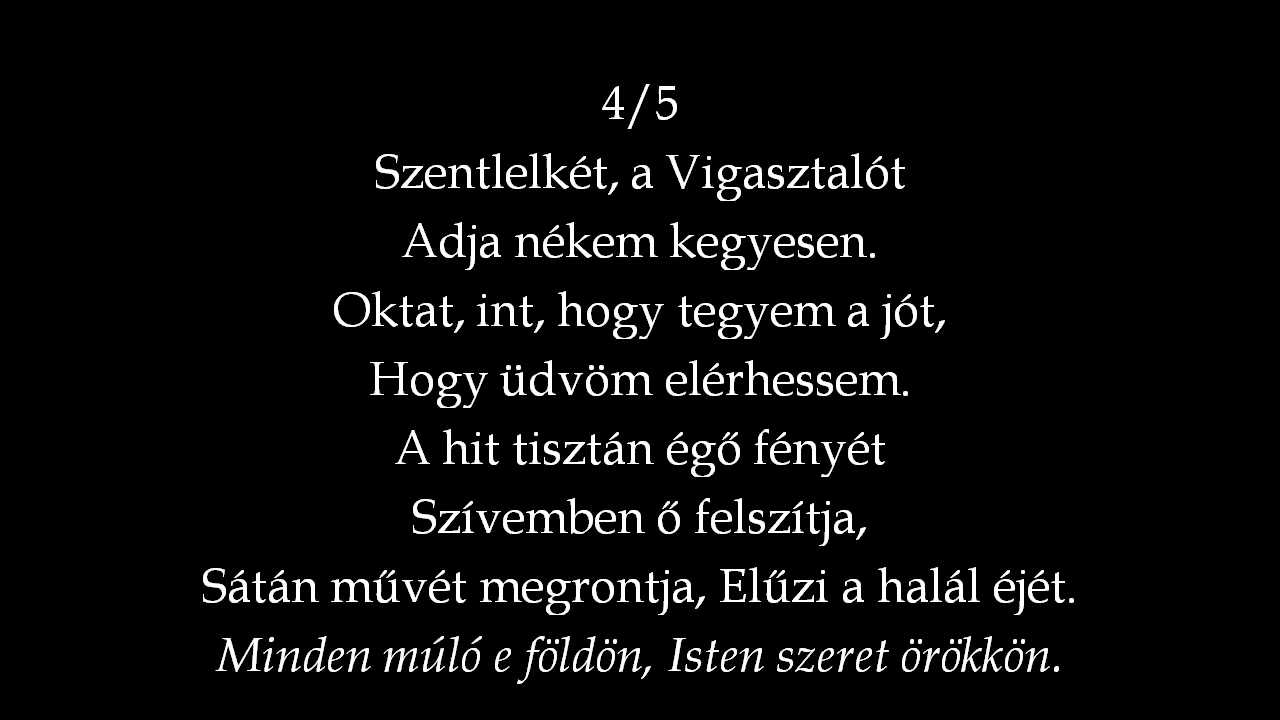 4/5
Szentlelkét, a Vigasztalót
Adja nékem kegyesen.
Oktat, int, hogy tegyem a jót,
Hogy üdvöm elérhessem.
A hit tisztán égő fényét
Szívemben ő felszítja,
Sátán művét megrontja, Elűzi a halál éjét.
Minden múló e földön, Isten szeret örökkön.